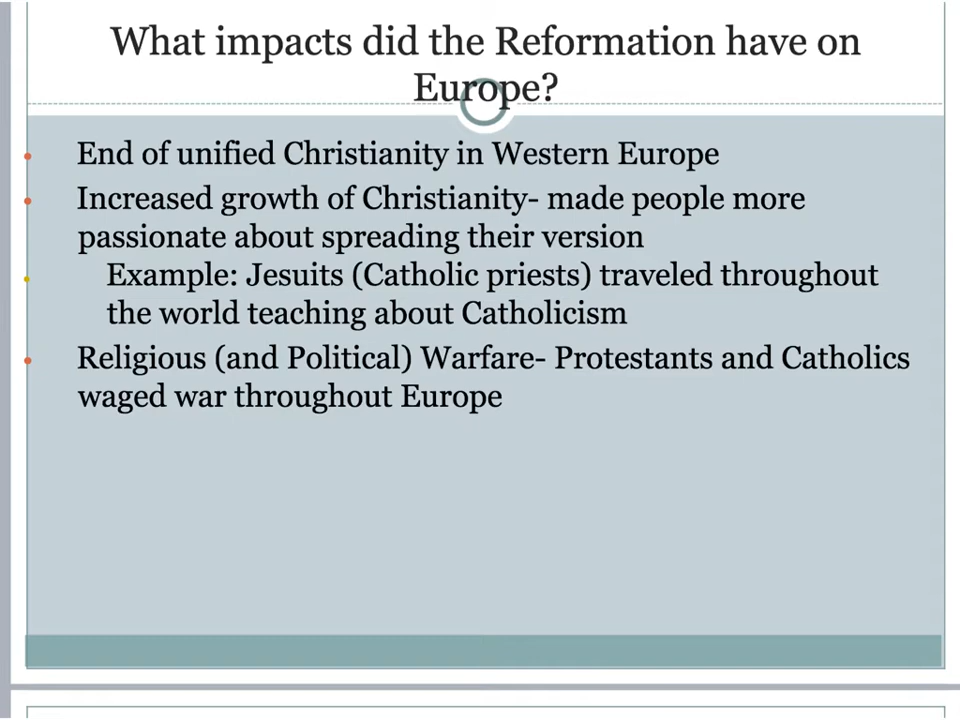 What impacts did the Reformation have on
Europe?
• End of unified Christianity in Western Europe
• Increased growth of Christianity- made people more
passionate about spreading their version
• Example: Jesuits (Catholic priests) traveled throughout
the world teaching about Catholicism
• Religious (and Political) Warfare- Protestants and Catholics
waged war throughout Europe